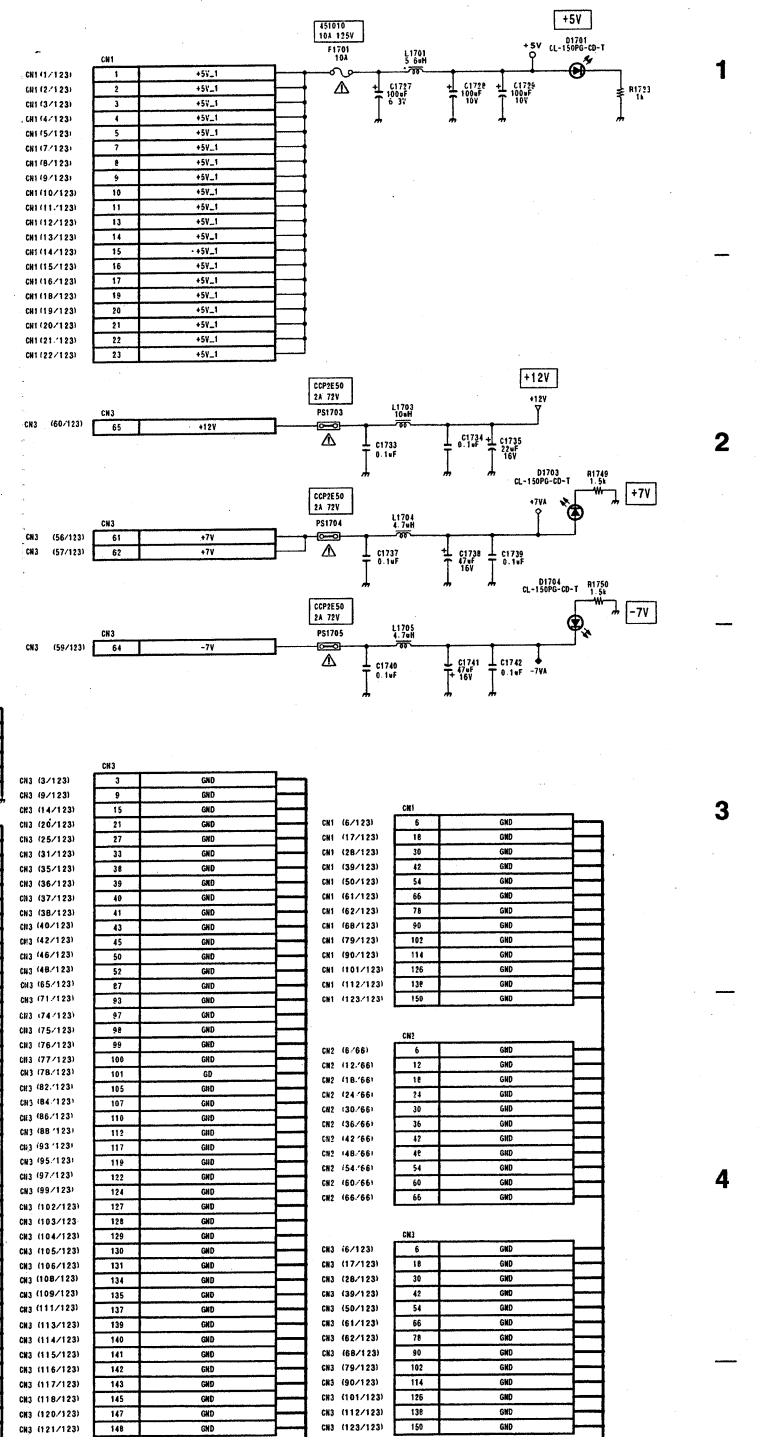 451010
10A 125V
+5V
F1701
10A
L1701
5.6uH
+5V
D1701
CL-150PG-CD-T
1
C1727
100uF
6.3V
C1728
100uF
10V
C1729
100uF
10V
R1723
1k
CN1
CN1 (1/123) 1 +5V_1
CN1 (2/123) 2 +5V_1
CN1 (3/123) 3 +5V_1
CN1 (4/123) 4 +5V_1
CN1 (5/123) 5 +5V_1
CN1 (7/123) 7 +5V_1
CN1 (8/123) 8 +5V_1
CN1 (9/123) 9 +5V_1
CN1 (10/123) 10 +5V_1
CN1 (11/123) 11 +5V_1
CN1 (12/123) 13 +5V_1
CN1 (13/123) 14 +5V_1
CN1 (14/123) 15 +5V_1
CN1 (15/123) 16 +5V_1
CN1 (16/123) 17 +5V_1
CN1 (18/123) 19 +5V_1
CN1 (19/123) 20 +5V_1
CN1 (20/123) 21 +5V_1
CN1 (21/123) 22 +5V_1
CN1 (22/123) 23 +5V_1
CCP2E50
2A 72V
+12V
CN3
CN3 (60/123) 65 +12V
PS1703
L1703
10uH
+12V
C1733
0.1uF
C1734
0.1uF
C1735
22uF
16V
2
CCP2E50
2A 72V
D1703
CL-150PG-CD-T
R1749
1.5k
+7V
CN3
CN3 (56/123) 61 +7V
CN3 (57/123) 62 +7V
PS1704
L1704
4.7uH
+7VA
C1737
0.1uF
C1738
47uF
16V
C1739
0.1uF
CCP2E50
2A 72V
D1704
CL-150PG-CD-T
R1750
1.5k
-7V
CN3
CN3 (59/123) 64 -7V
PS1705
L1705
4.7uH
C1740
0.1uF
C1741
47uF
16V
C1742
0.1uF
-7VA
CN3
CN3 (3/123) 3 GND
CN3 (9/123) 9 GND
CN3 (14/123) 15 GND
CN3 (20/123) 21 GND
CN3 (25/123) 27 GND
CN3 (31/123) 33 GND
CN3 (35/123) 38 GND
CN3 (36/123) 39 GND
CN3 (37/123) 40 GND
CN3 (38/123) 41 GND
CN3 (40/123) 43 GND
CN3 (42/123) 45 GND
CN3 (46/123) 50 GND
CN3 (48/123) 52 GND
CN3 (65/123) 87 GND
CN3 (71/123) 93 GND
CN3 (74/123) 97 GND
CN3 (75/123) 98 GND
CN3 (76/123) 99 GND
CN3 (77/123) 100 GND
CN3 (78/123) 101 GD
CN3 (82/123) 105 GND
CN3 (84/123) 107 GND
CN3 (86/123) 110 GND
CN3 (88/123) 112 GND
CN3 (93/123) 117 GND
CN3 (95/123) 119 GND
CN3 (97/123) 122 GND
CN3 (99/123) 124 GND
CN3 (102/123) 127 GND
CN3 (103/123 128 GND
CN3 (104/123) 129 GND
CN3 (105/123) 130 GND
CN3 (106/123) 131 GND
CN3 (108/123) 134 GND
CN3 (109/123) 135 GND
CN3 (111/123) 137 GND
CN3 (113/123) 139 GND
CN3 (114/123) 140 GND
CN3 (115/123) 141 GND
CN3 (116/123) 142 GND
CN3 (117/123) 143 GND
CN3 (118/123) 145 GND
CN3 (120/123) 147 GND
CN3 (121/123) 148 GND
3
CN1
CN1 (6/123) 6 GND
CN1 (17/123) 18 GND
CN1 (28/123) 30 GND
CN1 (39/123) 42 GND
CN1 (50/123) 54 GND
CN1 (61/123) 66 GND
CN1 (62/123) 78 GND
CN1 (68/123) 90 GND
CN1 (79/123) 102 GND
CN1 (90/123) 114 GND
CN1 (101/123) 126 GND
CN1 (112/123) 138 GND
CN1 (123/123) 150 GND
CN2
CN2 (6/66) 6 GND
CN2 (12/66) 12 GND
CN2 (18/66) 18 GND
CN2 (24/66) 24 GND
CN2 (30/66) 30 GND
CN2 (36/66) 36 GND
CN2 (42/66) 42 GND
CN2 (48/66) 48 GND
CN2 (54/66) 54 GND
CN2 (60/66) 60 GND
CN2 (66/66) 66 GND
4
CN3
CN3 (6/123) 6 GND
CN3 (17/123) 18 GND
CN3 (28/123) 30 GND
CN3 (39/123) 42 GND
CN3 (50/123) 54 GND
CN3 (61/123) 66 GND
CN3 (62/123) 78 GND
CN3 (68/123) 90 GND
CN3 (79/123) 102 GND
CN3 (90/123) 114 GND
CN3 (101/123) 126 GND
CN3 (112/123) 138 GND
CN3 (123/123) 150 GND